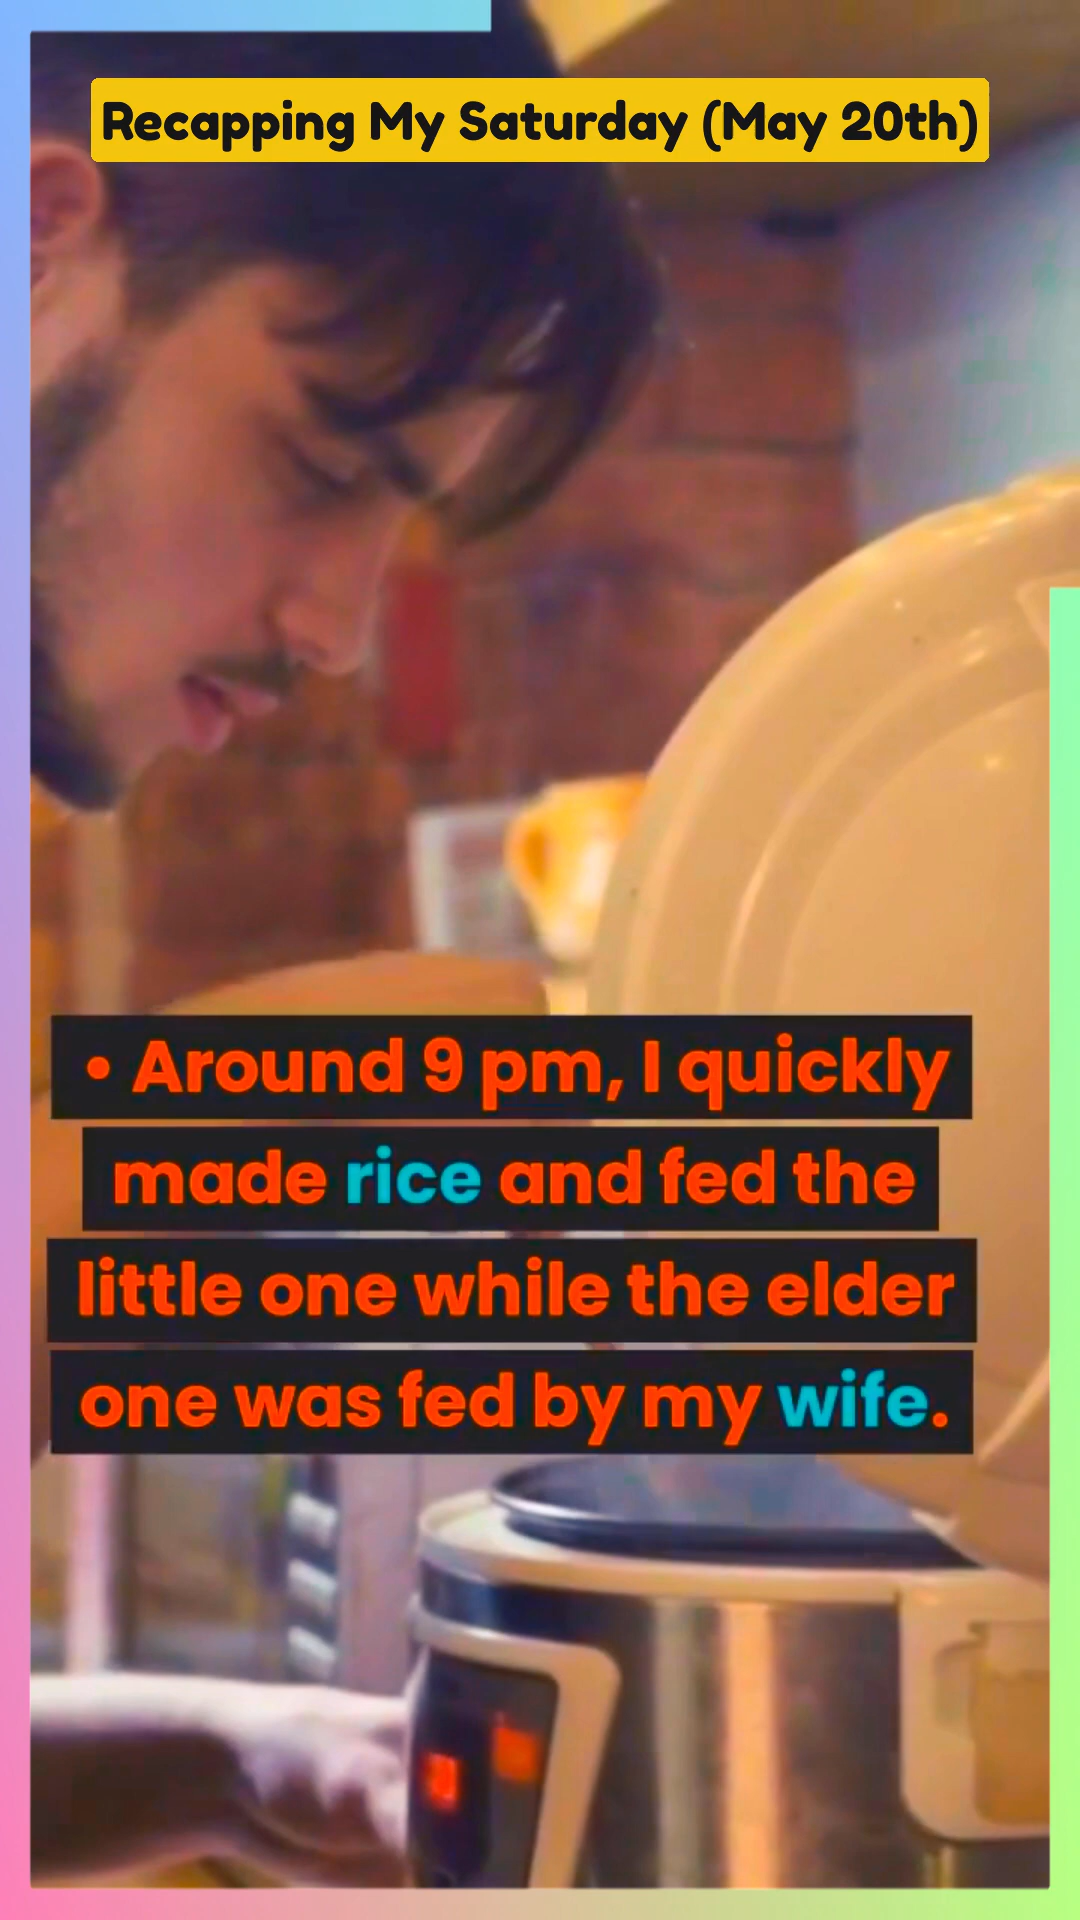 Recapping My Saturday (May 20th)
• Around 9 pm, I quickly
made rice and fed the
little one while the elder
one was fed by my wife.